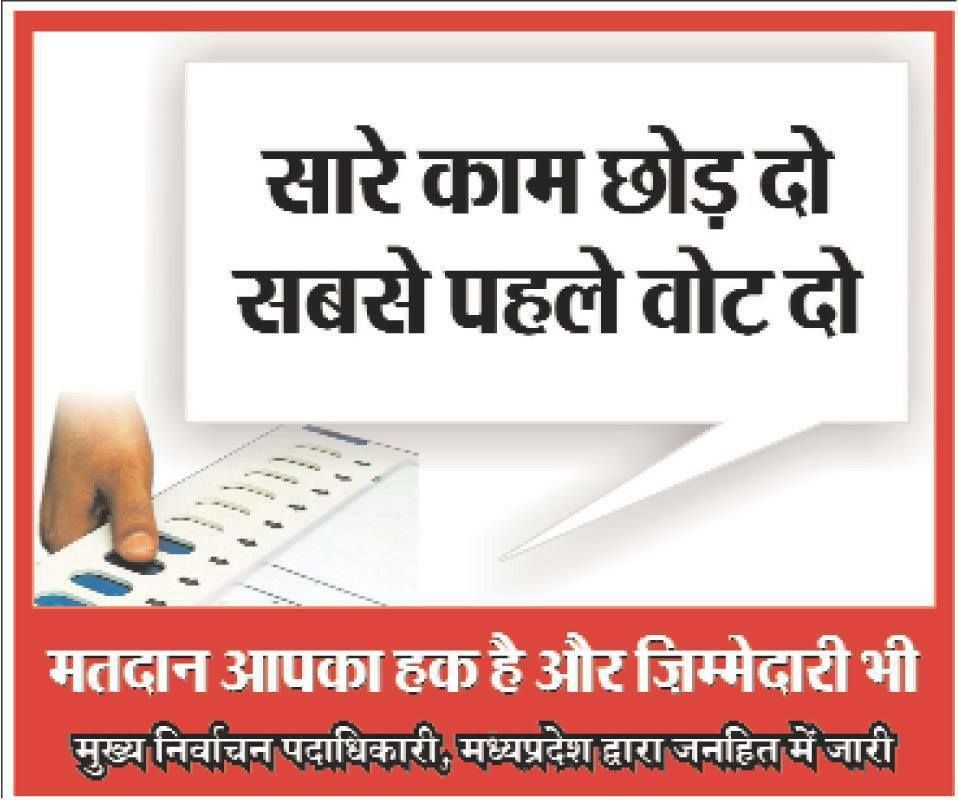 सारे काम छोड़ दो
सबसे पहले वोट दो
मतदान आपका हक है और ज़िम्मेदारी भी
मुख्य निर्वाचन पदाधिकारी, मध्यप्रदेश द्वारा जनहित में जारी